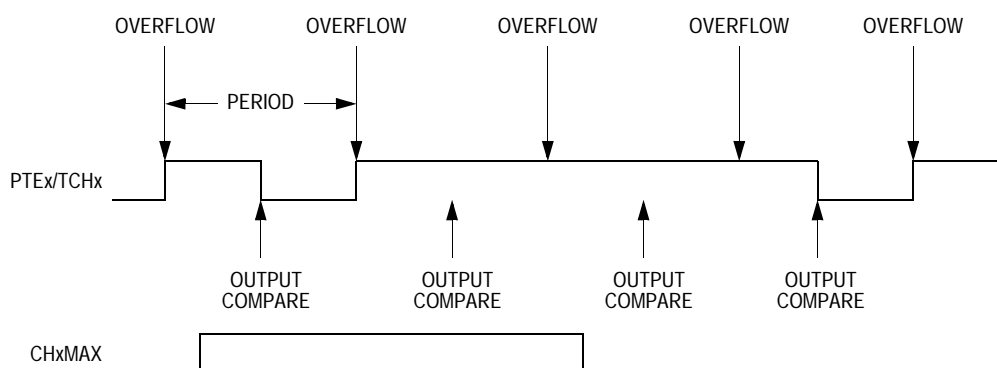 OVERFLOW OVERFLOW OVERFLOW OVERFLOW OVERFLOW
PERIOD
PTEx/TCHx
OUTPUT OUTPUT OUTPUT OUTPUT
COMPARE COMPARE COMPARE COMPARE
CHxMAX